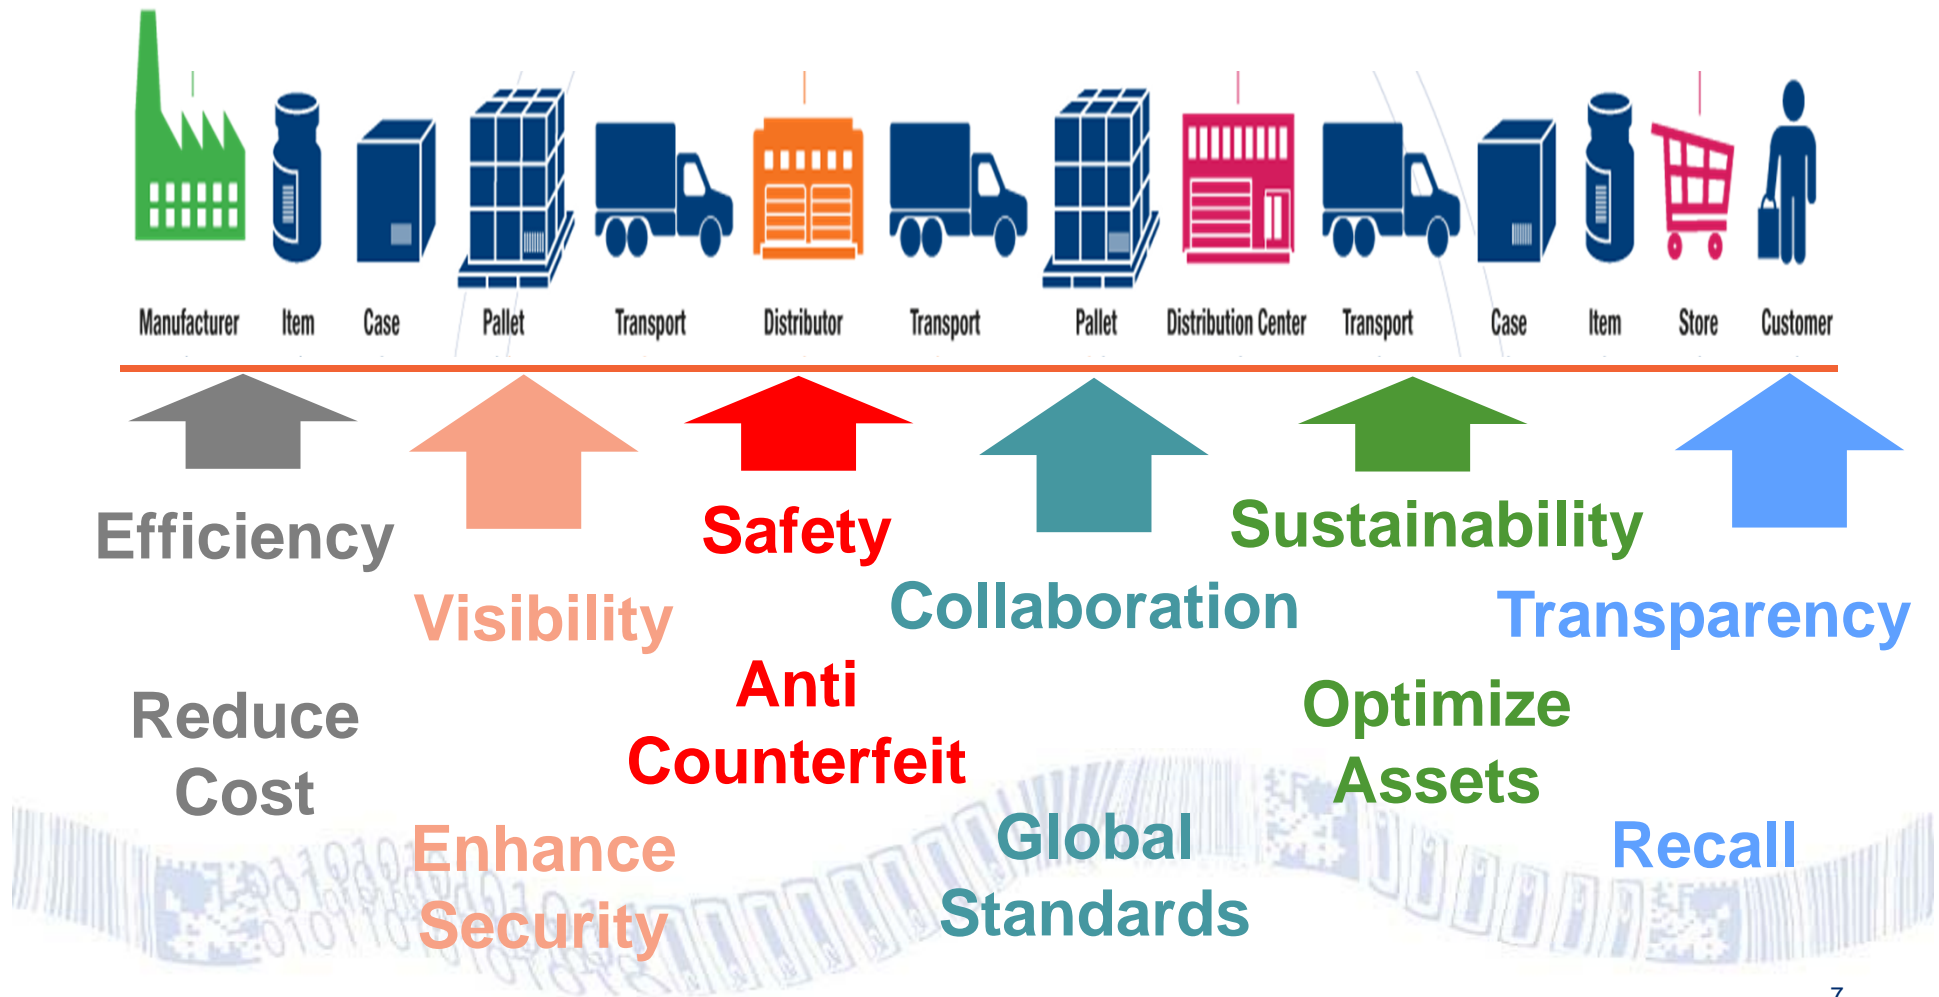 Manufacturer Item Case Pallet Transport Distributor Transport Pallet Distribution Center Transport Case Item Store Customer
Efficiency
Visibility
Safety
Collaboration
Sustainability
Transparency
Reduce
Cost
Enhance
Security
Anti
Counterfeit
Global
Standards
Optimize
Assets
Recall
7